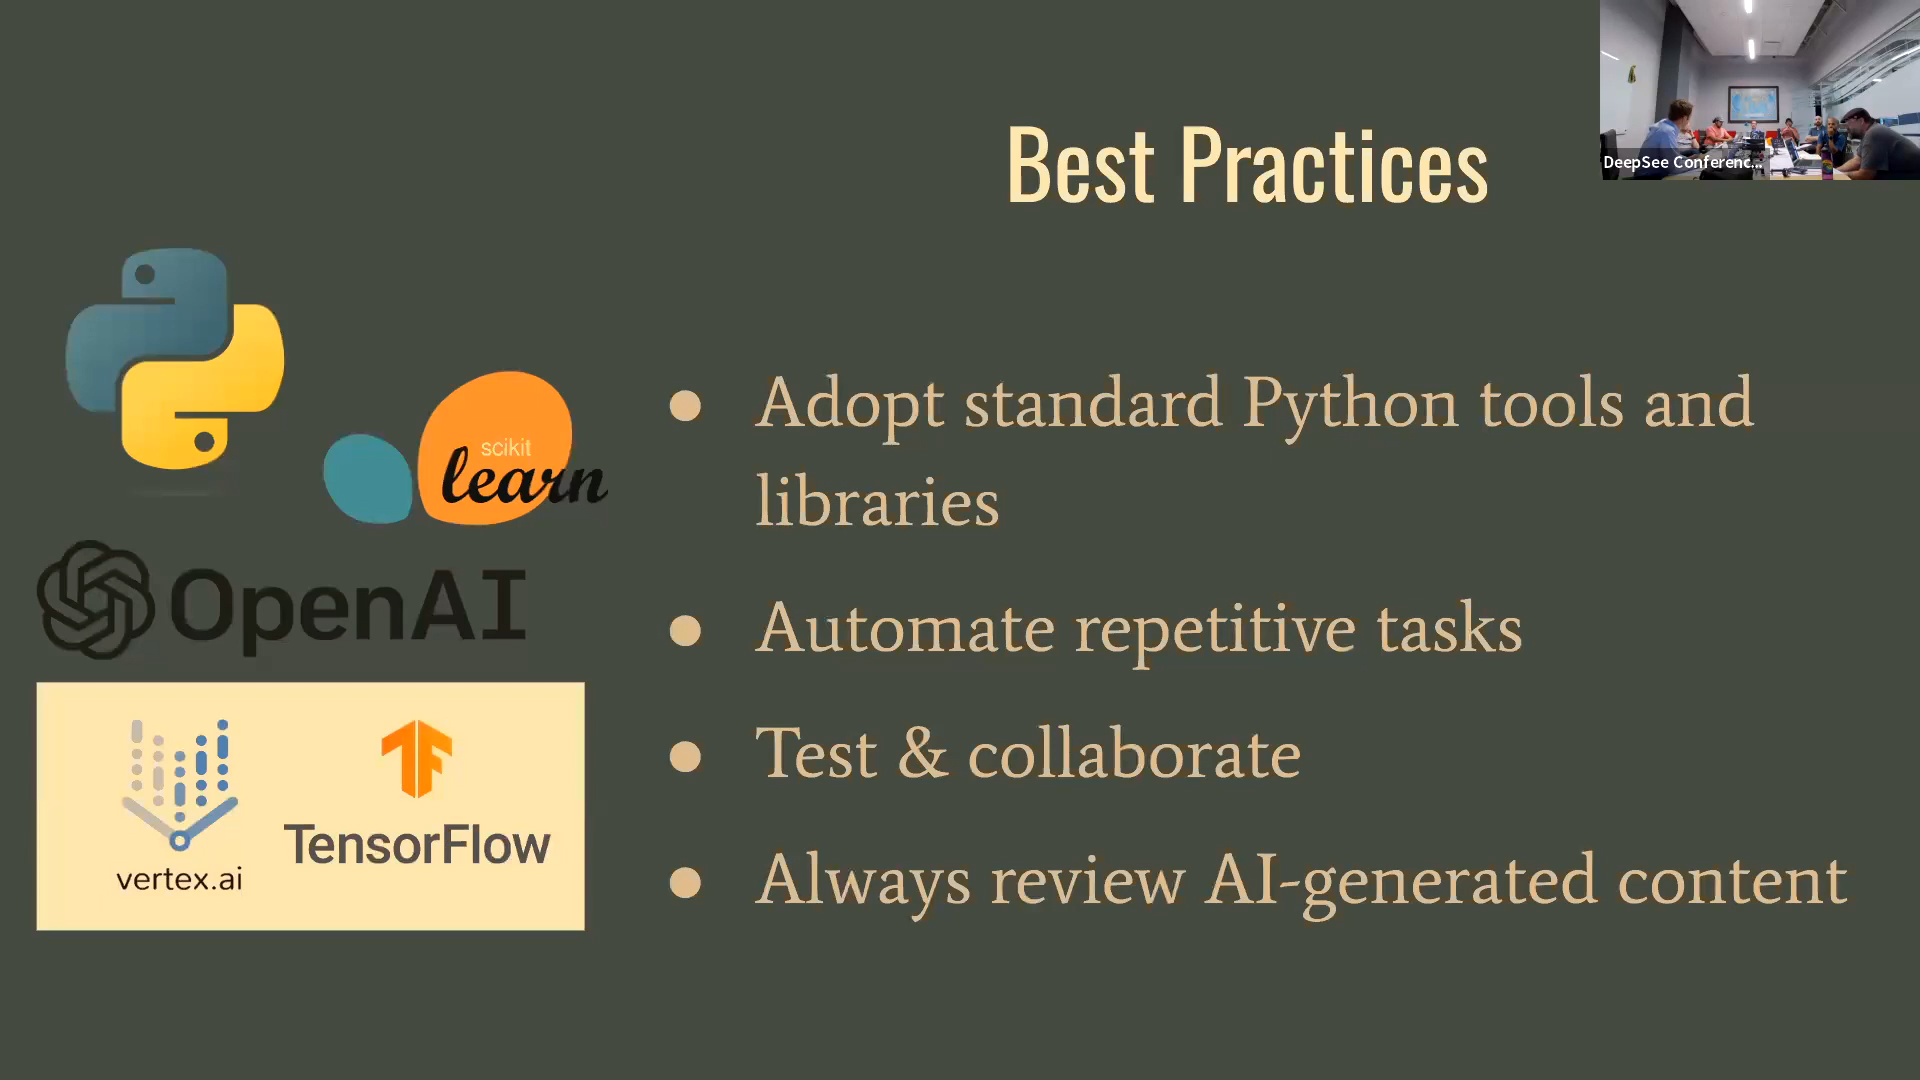 Best Practices
DeepSee Conferenc...
scikit
learn
OpenAI
vertex.ai
TensorFlow
● Adopt standard Python tools and
libraries
● Automate repetitive tasks
● Test & collaborate
● Always review AI-generated content